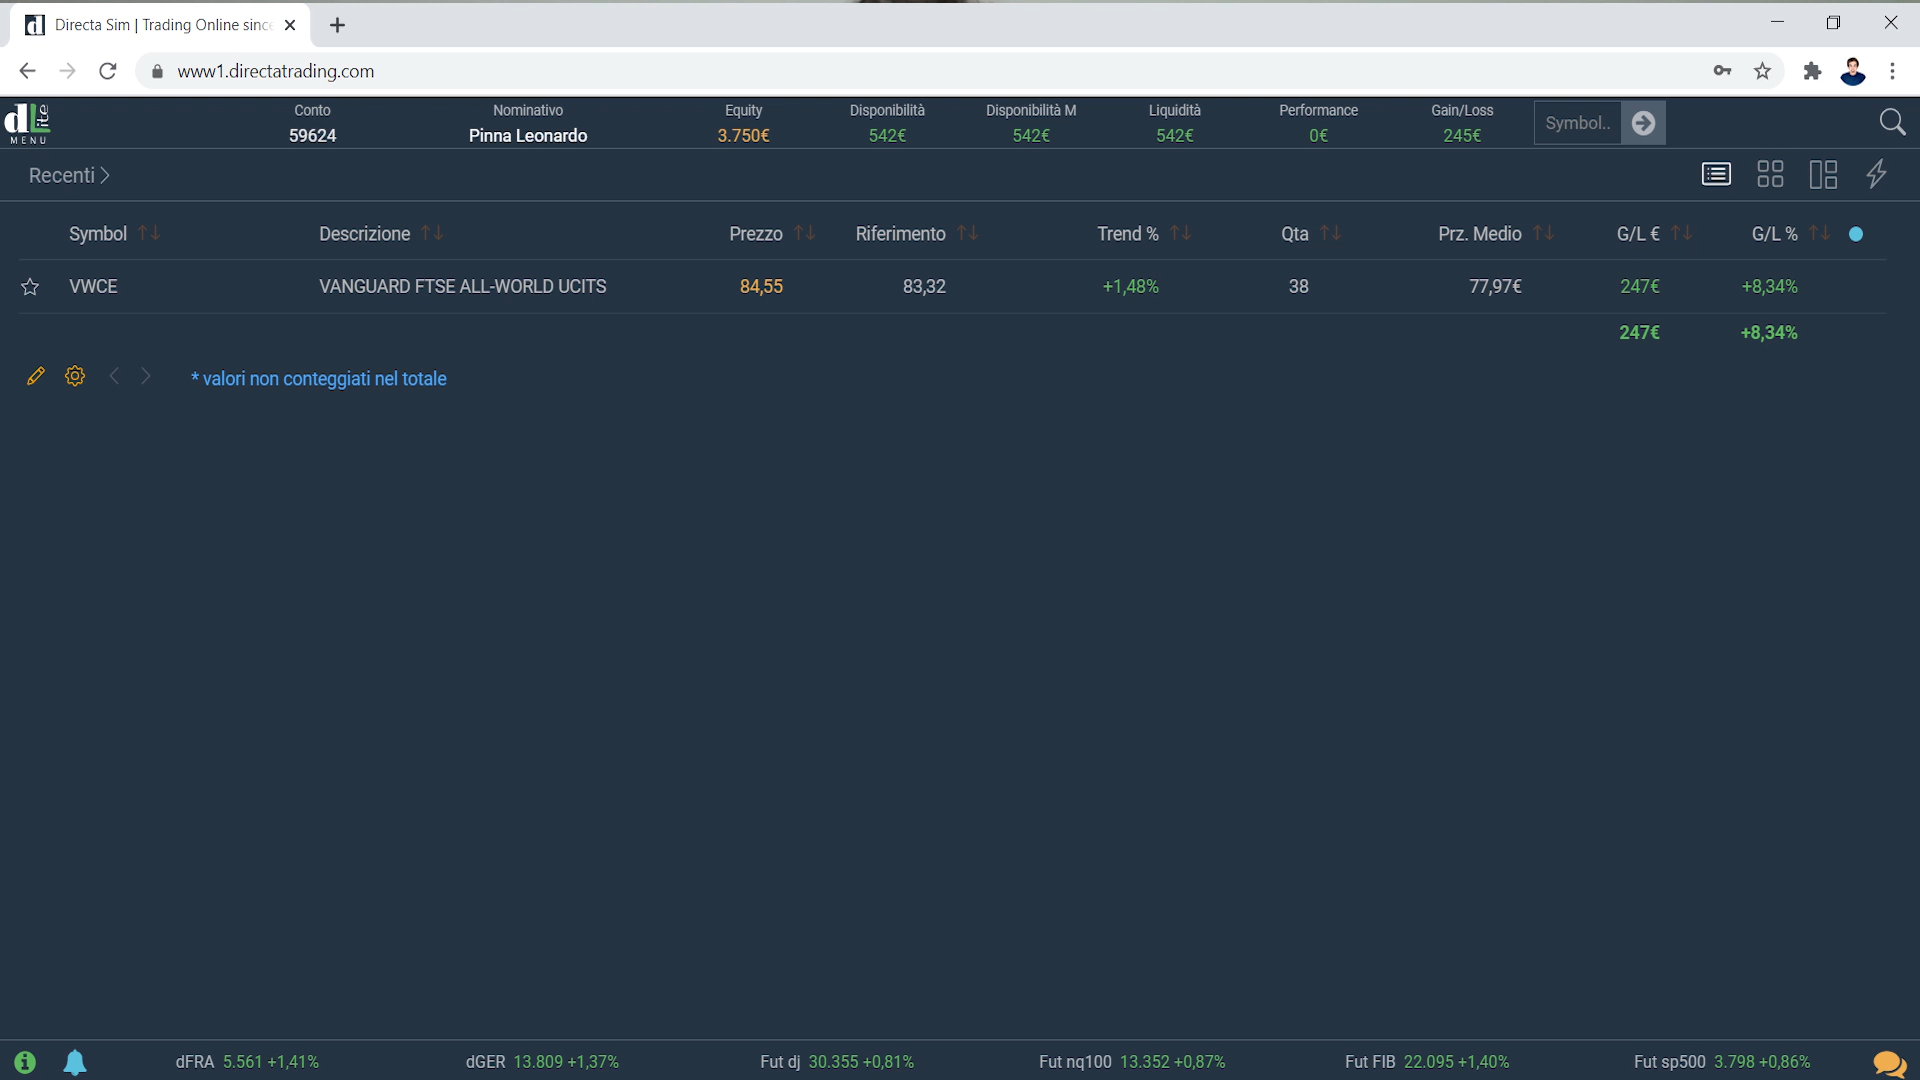 Directa Sim | Trading Online since
www1.directatrading.com
dLite
MENU
Conto Nominativo Equity Disponibilità Disponibilità M Liquidità Performance Gain/Loss
59624 Pinna Leonardo 3.750€ 542€ 542€ 542€ 0€ 245€ Symbol..
Recenti >
Symbol Descrizione Prezzo Riferimento Trend % Qta Prz. Medio G/L € G/L %
VWCE VANGUARD FTSE ALL-WORLD UCITS 84,55 83,32 +1,48% 38 77,97€ 247€ +8,34%
247€ +8,34%
* valori non conteggiati nel totale
dFRA 5.561 +1,41% dGER 13.809 +1,37% Fut dj 30.355 +0,81% Fut nq100 13.352 +0,87% Fut FIB 22.095 +1,40% Fut sp500 3.798 +0,86%